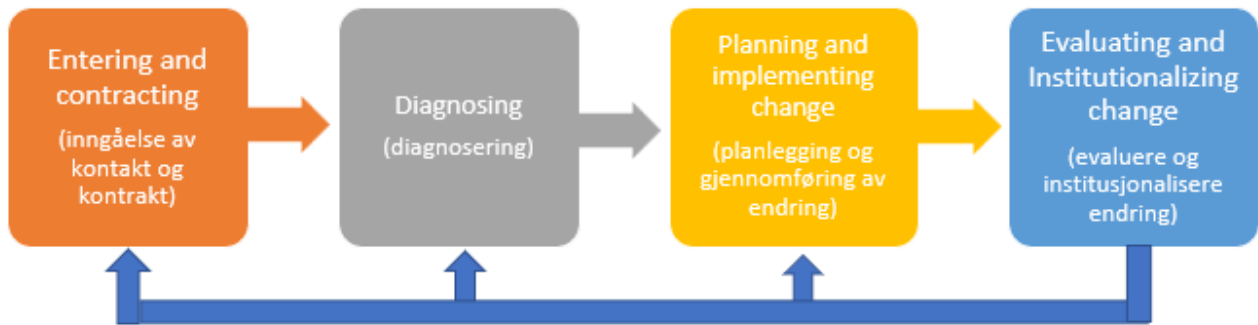 Entering and
contracting
(inngåelse av
kontakt og
kontrakt)
Diagnosing
(diagnosering)
Planning and
implementing
change
(planlegging og
gjennomføring av
endring)
Evaluating and
Institutionalizing
change
(evaluere og
institusjonalisere
endring)